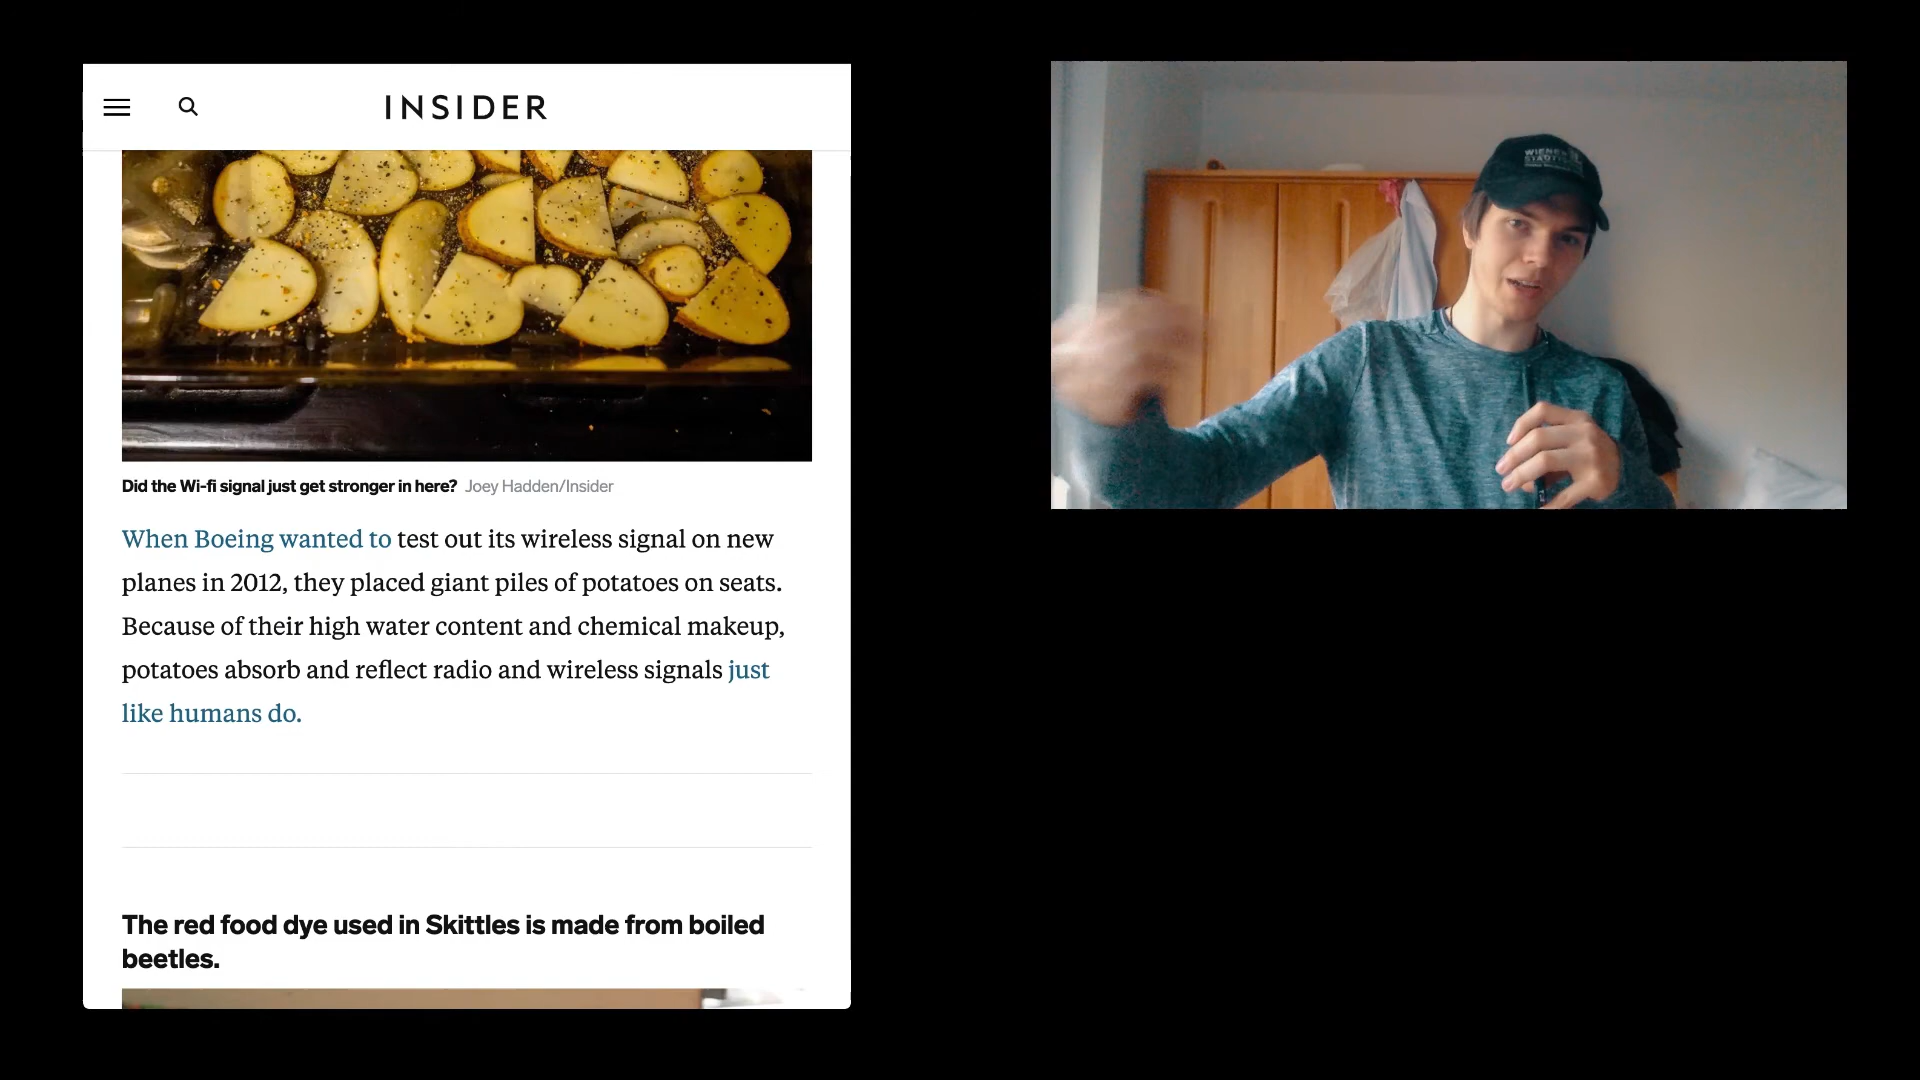 INSIDER
Did the Wi-fi signal just get stronger in here? Joey Hadden/Insider
When Boeing wanted to test out its wireless signal on new
planes in 2012, they placed giant piles of potatoes on seats.
Because of their high water content and chemical makeup,
potatoes absorb and reflect radio and wireless signals just
like humans do.
The red food dye used in Skittles is made from boiled
beetles.
WIENER